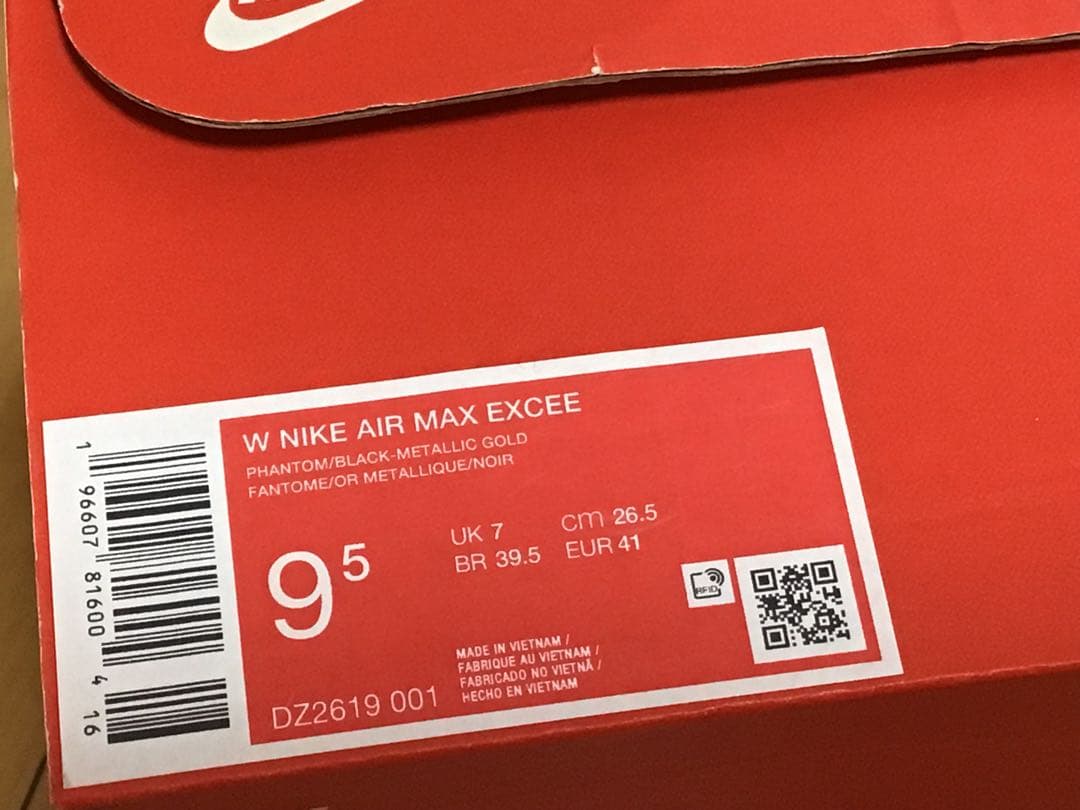 W NIKE AIR MAX EXCEE
PHANTOM/BLACK-METALLIC GOLD
FANTOME/OR METALLIQUE/NOIR
9⁵
UK 7 cm 26.5
BR 39.5 EUR 41
RFID
MADE IN VIETNAM /
FABRIQUE AU VIETNAM /
FABRICADO NO VIETNÃ /
HECHO EN VIETNAM
DZ2619 001
1 96607 81600 4 16